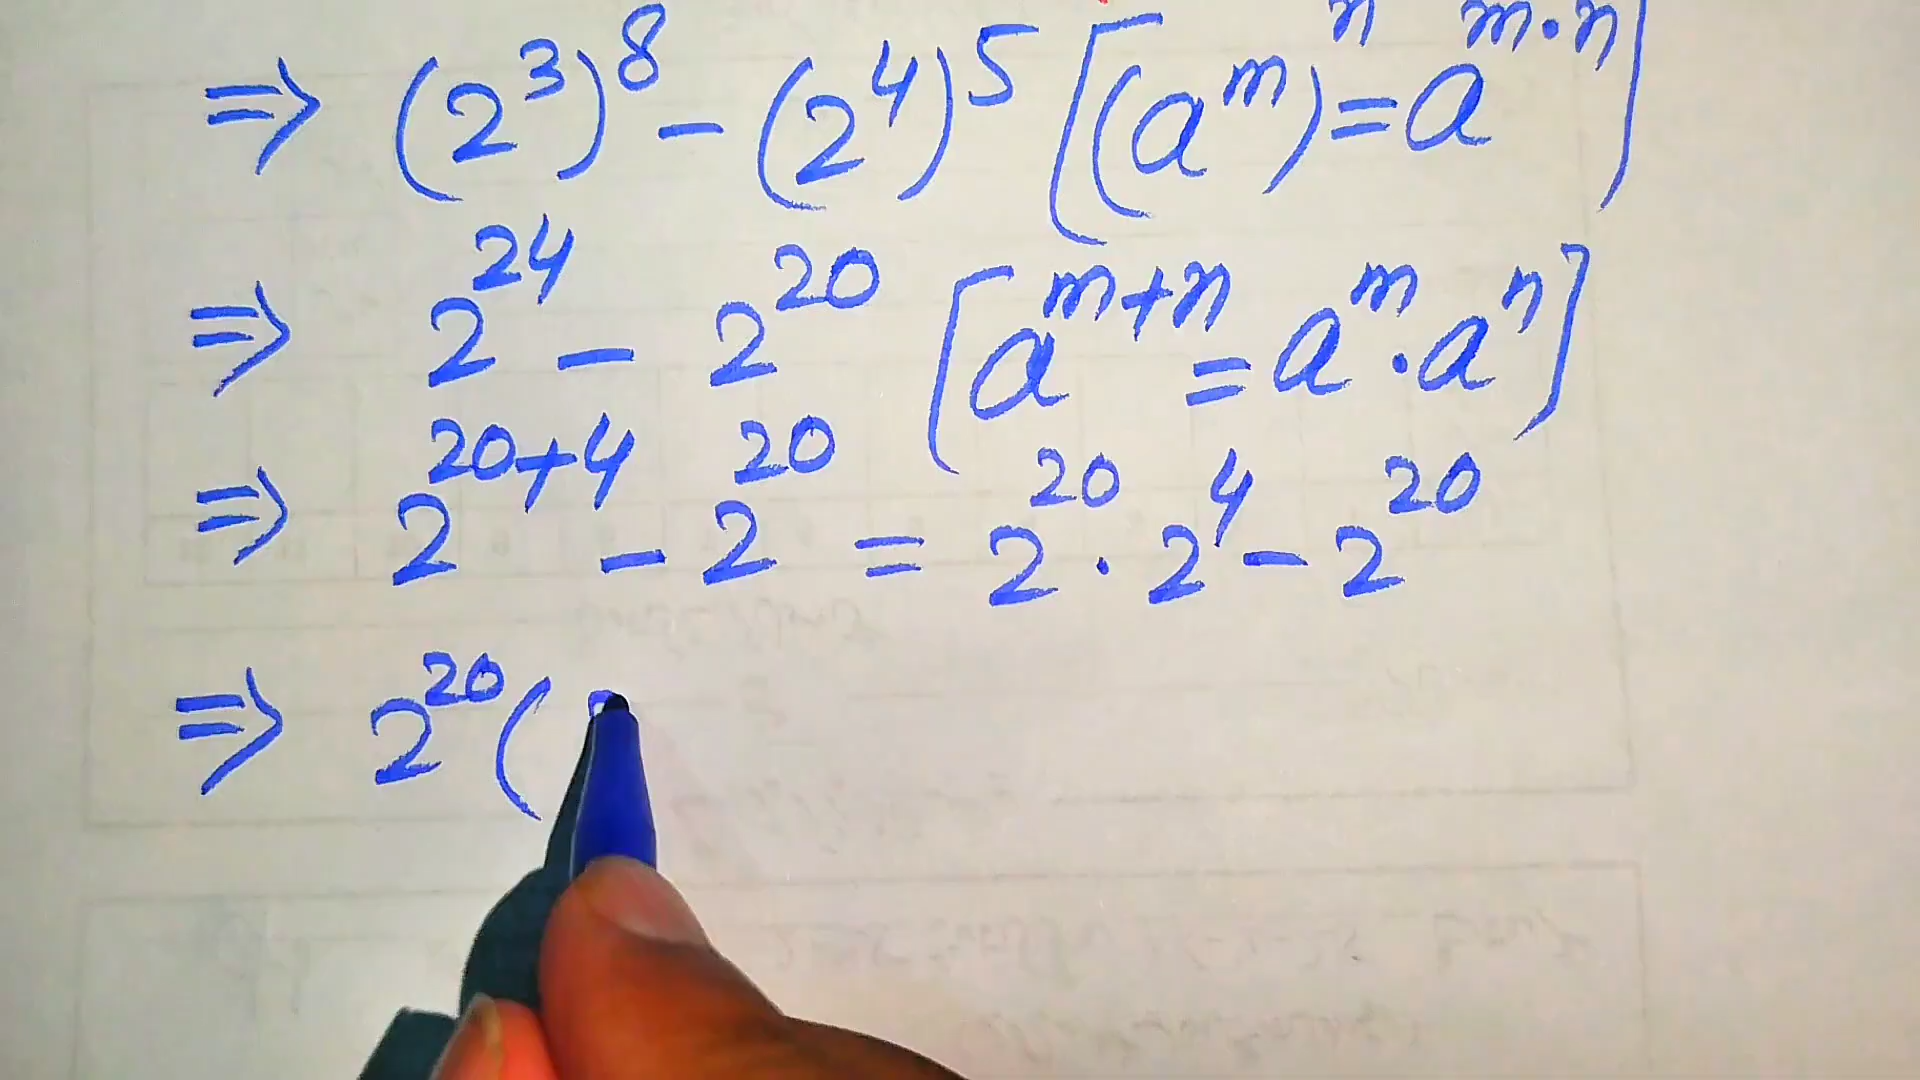 ⇒ (2³)⁸ - (2⁴)⁵ [(aᵐ)ⁿ = aᵐ·ⁿ]
⇒ 2²⁴ - 2²⁰ [aᵐ⁺ⁿ = aᵐ · aⁿ]
⇒ 2²⁰⁺⁴ - 2²⁰ = 2²⁰ · 2⁴ - 2²⁰
⇒ 2²⁰(